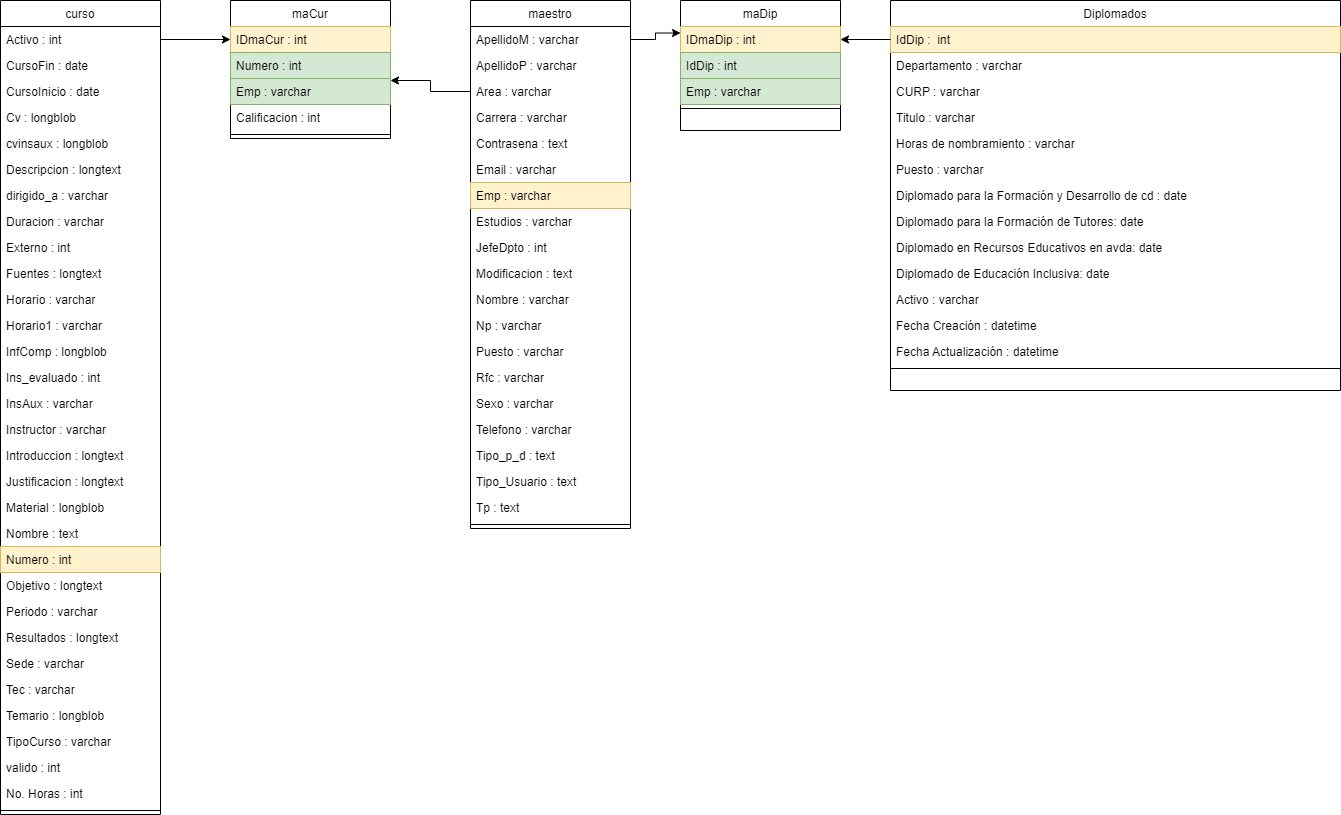 curso
Activo : int
CursoFin : date
CursoInicio : date
Cv : longblob
cvinsaux : longblob
Descripcion : longtext
dirigido_a : varchar
Duracion : varchar
Externo : int
Fuentes : longtext
Horario : varchar
Horario1 : varchar
InfComp : longblob
Ins_evaluado : int
InsAux : varchar
Instructor : varchar
Introduccion : longtext
Justificacion : longtext
Material : longblob
Nombre : text
Numero : int
Objetivo : longtext
Periodo : varchar
Resultados : longtext
Sede : varchar
Tec : varchar
Temario : longblob
TipoCurso : varchar
valido : int
No. Horas : int
maCur
IDmaCur : int
Numero : int
Emp : varchar
Calificacion : int
maestro
ApellidoM : varchar
ApellidoP : varchar
Area : varchar
Carrera : varchar
Contrasena : text
Email : varchar
Emp : varchar
Estudios : varchar
JefeDpto : int
Modificacion : text
Nombre : varchar
Np : varchar
Puesto : varchar
Rfc : varchar
Sexo : varchar
Telefono : varchar
Tipo_p_d : text
Tipo_Usuario : text
Tp : text
maDip
IDmaDip : int
IdDip : int
Emp : varchar
Diplomados
IdDip :  int
Departamento : varchar
CURP : varchar
Titulo : varchar
Horas de nombramiento : varchar
Puesto : varchar
Diplomado para la Formación y Desarrollo de cd : date
Diplomado para la Formación de Tutores: date
Diplomado en Recursos Educativos en avda: date
Diplomado de Educación Inclusiva: date
Activo : varchar
Fecha Creación : datetime
Fecha Actualización : datetime